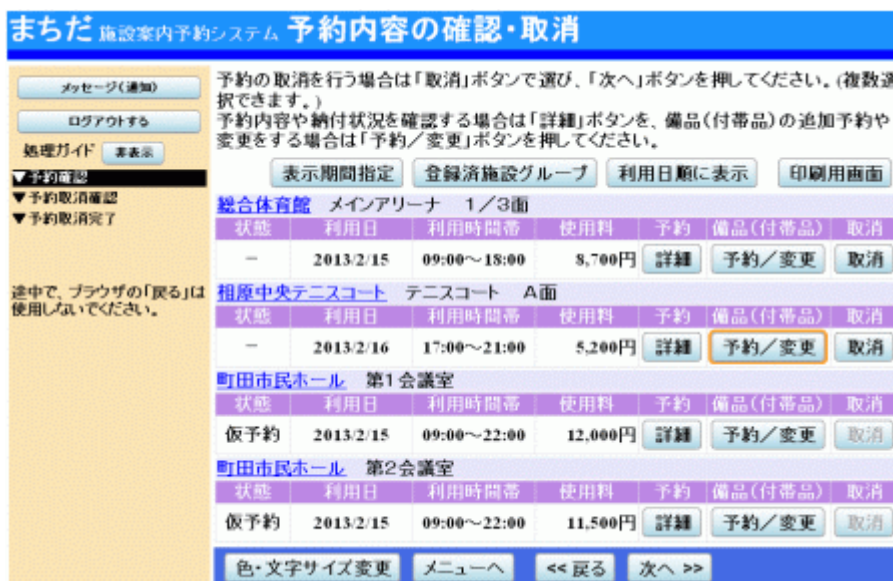 まちだ 施設案内予約システム 予約内容の確認・取消
メッセージ(通知)
ログアウトする
処理ガイド 非表示
▼予約確認
▼予約取消確認
▼予約取消完了
途中で、ブラウザの「戻る」は
使用しないでください。
予約の取消を行う場合は「取消」ボタンで選び、「次へ」ボタンを押してください。(複数選
択できます。)
予約内容や納付状況を確認する場合は「詳細」ボタンを、備品(付帯品)の追加予約や
変更をする場合は「予約／変更」ボタンを押してください。
表示期間指定 登録済施設グループ 利用日順に表示 印刷用画面
総合体育館 メインアリーナ 1／3面
状態 利用日 利用時間帯 使用料 予約 備品(付帯品) 取消
－ 2013/2/15 09:00～18:00 8,700円 詳細 予約／変更 取消
相原中央テニスコート テニスコート A面
状態 利用日 利用時間帯 使用料 予約 備品(付帯品) 取消
－ 2013/2/16 17:00～21:00 5,200円 詳細 予約／変更 取消
町田市民ホール 第1会議室
状態 利用日 利用時間帯 使用料 予約 備品(付帯品) 取消
仮予約 2013/2/15 09:00～22:00 12,000円 詳細 予約／変更 取消
町田市民ホール 第2会議室
状態 利用日 利用時間帯 使用料 予約 備品(付帯品) 取消
仮予約 2013/2/15 09:00～22:00 11,500円 詳細 予約／変更 取消
色・文字サイズ変更 メニューへ << 戻る 次へ >>